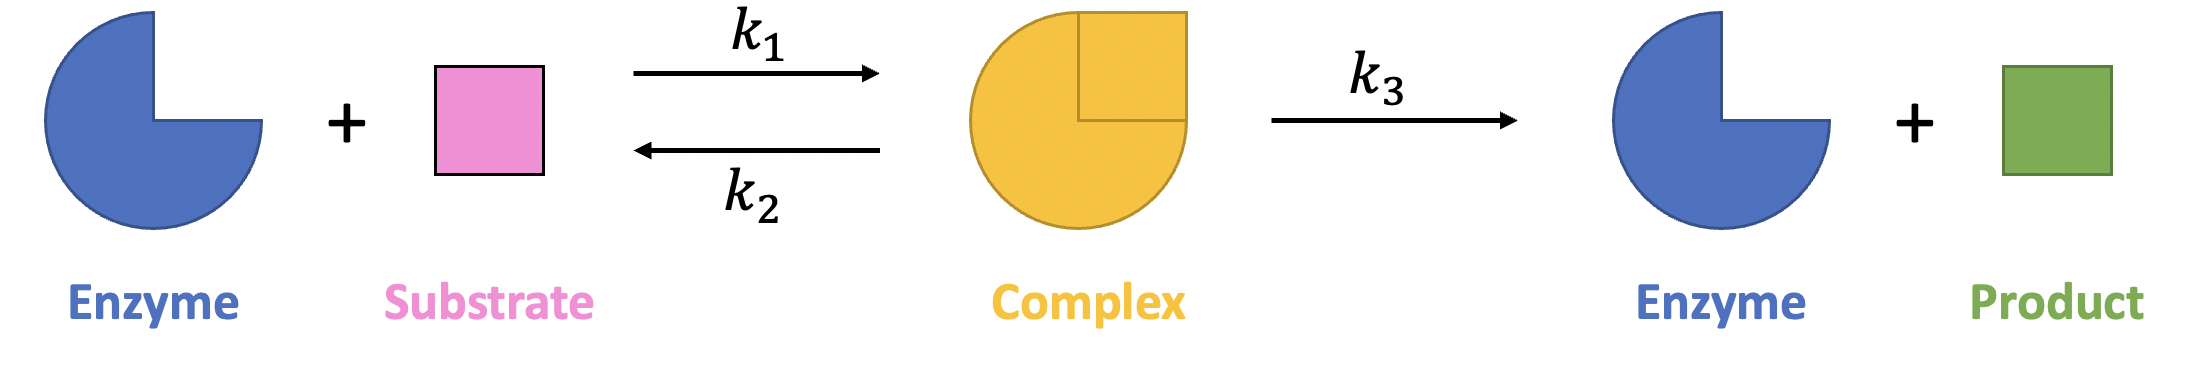 k₁
+
k₂
k₃
+
Enzyme
Substrate
Complex
Enzyme
Product